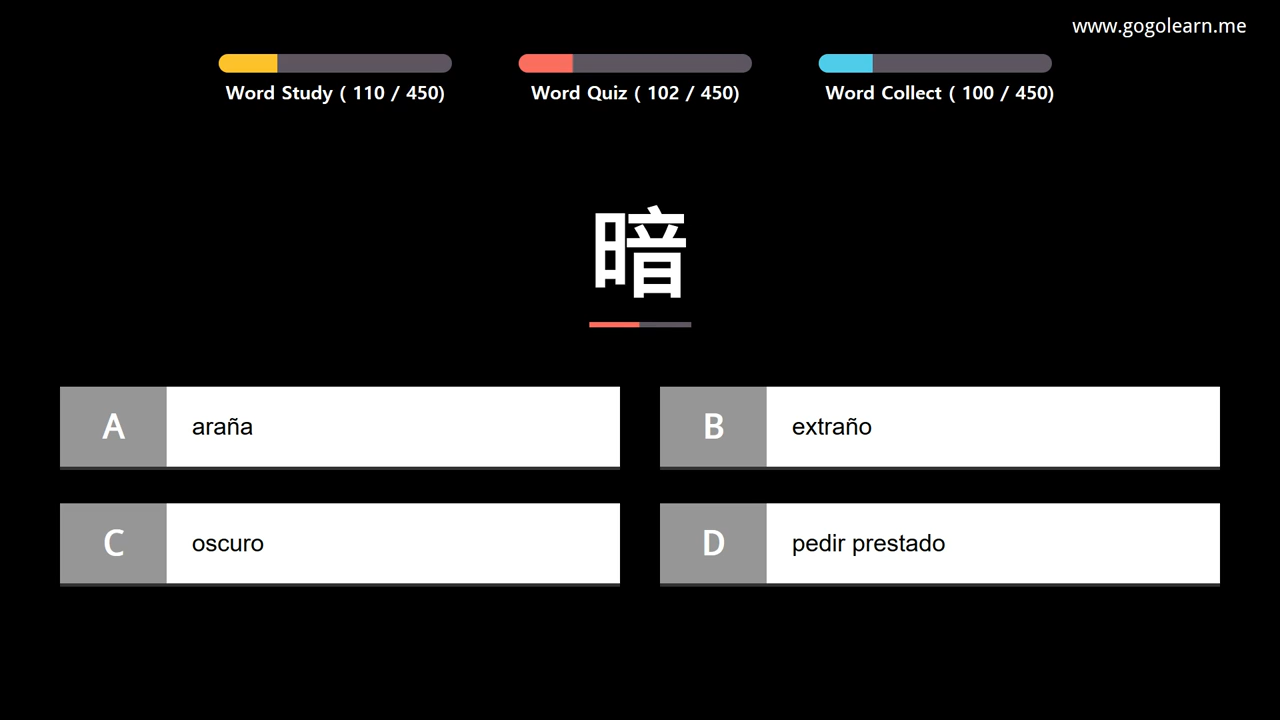 www.gogolearn.me
Word Study ( 110 / 450)
Word Quiz ( 102 / 450)
Word Collect ( 100 / 450)
暗
A araña
B extraño
C oscuro
D pedir prestado